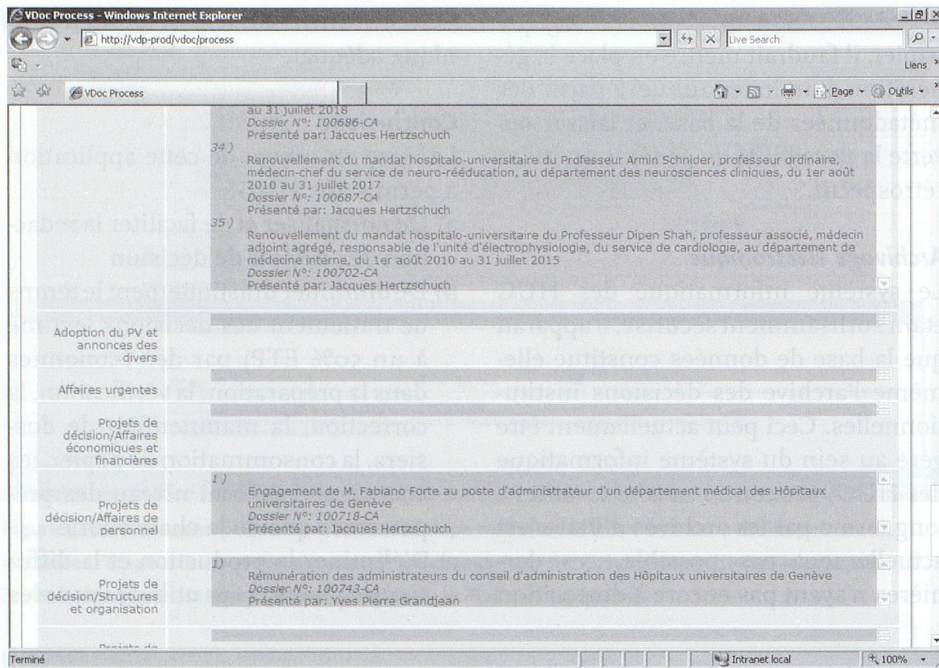 VDoc Process - Windows Internet Explorer
http://vdp-prod/vdoc/process
Live Search
Liens
VDoc Process
Page
Outils
au 31 juillet 2018
Dossier N°: 100686-CA
Présenté par: Jacques Hertzschuch
34)
Renouvellement du mandat hospitalo-universitaire du Professeur Armin Schnider, professeur ordinaire,
médecin-chef du service de neuro-rééducation, au département des neurosciences cliniques, du 1er août
2010 au 31 juillet 2017
Dossier N°: 100687-CA
Présenté par: Jacques Hertzschuch
35)
Renouvellement du mandat hospitalo-universitaire du Professeur Dipen Shah, professeur associé, médecin
adjoint agrégé, responsable de l'unité d'électrophysiologie, du service de cardiologie, au département de
médecine interne, du 1er août 2010 au 31 juillet 2015
Dossier N°: 100702-CA
Présenté par: Jacques Hertzschuch
Adoption du PV et
annonces des
divers
Affaires urgentes
Projets de
décision/Affaires
économiques et
financières
Projets de
décision/Affaires de
personnel
1)
Engagement de M. Fabiano Forte au poste d'administrateur d'un département médical des Hôpitaux
universitaires de Genève
Dossier N°: 100718-CA
Présenté par: Jacques Hertzschuch
Projets de
décision/Structures
et organisation
1)
Rémunération des administrateurs du conseil d'administration des Hôpitaux universitaires de Genève
Dossier N°: 100743-CA
Présenté par: Yves Pierre Grandjean
Projets de
Terminé
Intranet local
100%